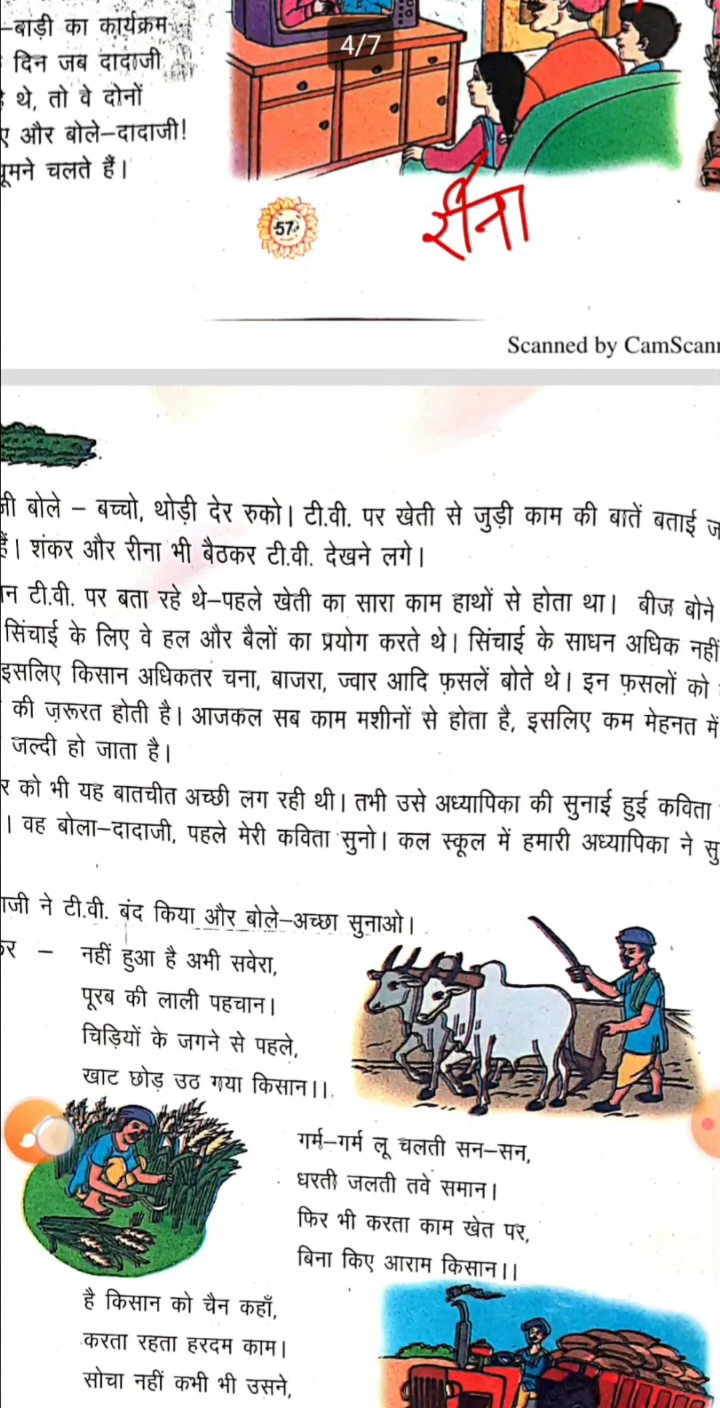 -बाड़ी का कार्यक्रम
दिन जब दादाजी
थे, तो वे दोनों
और बोले-दादाजी!
घूमने चलते हैं।
4/7
57
रीना
Scanned by CamScan
बोले - बच्चो, थोड़ी देर रुको। टी.वी. पर खेती से जुड़ी काम की बातें बताई
हैं। शंकर और रीना भी बैठकर टी.वी. देखने लगे।
टी.वी. पर बता रहे थे-पहले खेती का सारा काम हाथों से होता था। बीज बोने
सिंचाई के लिए वे हल और बैलों का प्रयोग करते थे। सिंचाई के साधन अधिक नहीं
इसलिए किसान अधिकतर चना, बाजरा, ज्वार आदि फ़सलें बोते थे। इन फ़सलों को
की ज़रूरत होती है। आजकल सब काम मशीनों से होता है, इसलिए कम मेहनत में
जल्दी हो जाता है।
को भी यह बातचीत अच्छी लग रही थी। तभी उसे अध्यापिका की सुनाई हुई कविता
। वह बोला-दादाजी, पहले मेरी कविता सुनो। कल स्कूल में हमारी अध्यापिका ने
ने टी.वी. बंद किया और बोले-अच्छा सुनाओ।
- नहीं हुआ है अभी सवेरा,
पूरब की लाली पहचान।
चिड़ियों के जगने से पहले,
खाट छोड़ उठ गया किसान।।
गर्म-गर्म लू चलती सन-सन,
धरती जलती तवे समान।
फिर भी करता काम खेत पर,
बिना किए आराम किसान।।
है किसान को चैन कहाँ,
करता रहता हरदम काम।
सोचा नहीं कभी भी उसने,